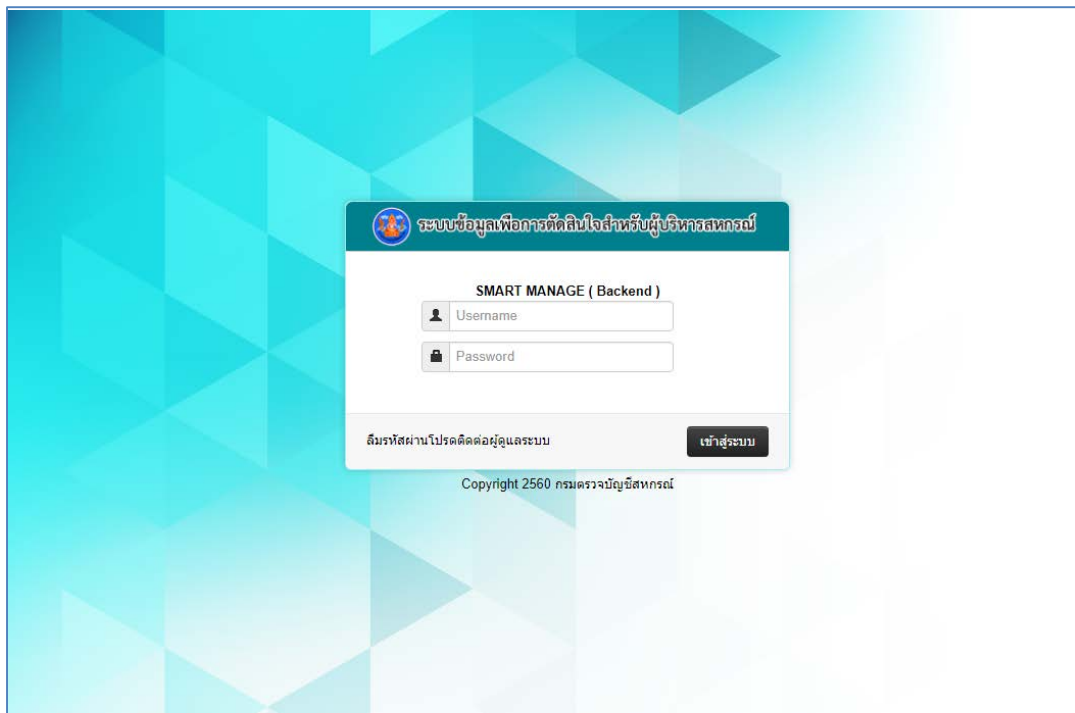 ระบบข้อมูลเพื่อการตัดสินใจสำหรับผู้บริหารสหกรณ์
SMART MANAGE ( Backend )
Username
Password
ลืมรหัสผ่านโปรดติดต่อผู้ดูแลระบบ
เข้าสู่ระบบ
Copyright 2560 กรมตรวจบัญชีสหกรณ์